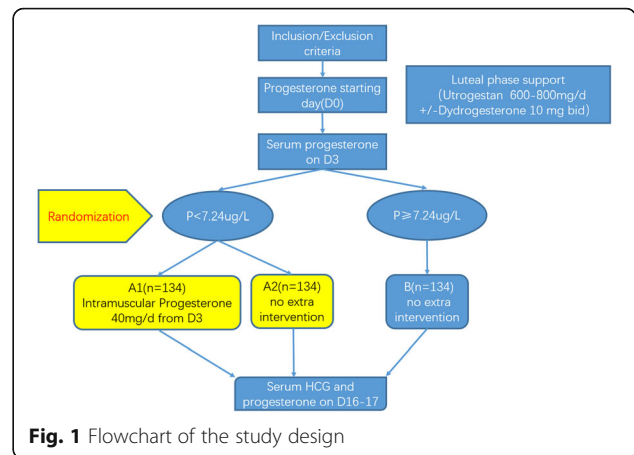 Inclusion/Exclusion
criteria
Progesterone starting
day(D0)
Luteal phase support
(Utrogestan 600-800mg/d
+/-Dydrogesterone 10 mg bid)
Serum progesterone
on D3
Randomization
P<7.24ug/L
P≥7.24ug/L
A1(n=134)
Intramuscular Progesterone
40mg/d from D3
A2(n=134)
no extra
intervention
B(n=134)
no extra
intervention
Serum HCG and
progesterone on D16-17
Fig. 1 Flowchart of the study design